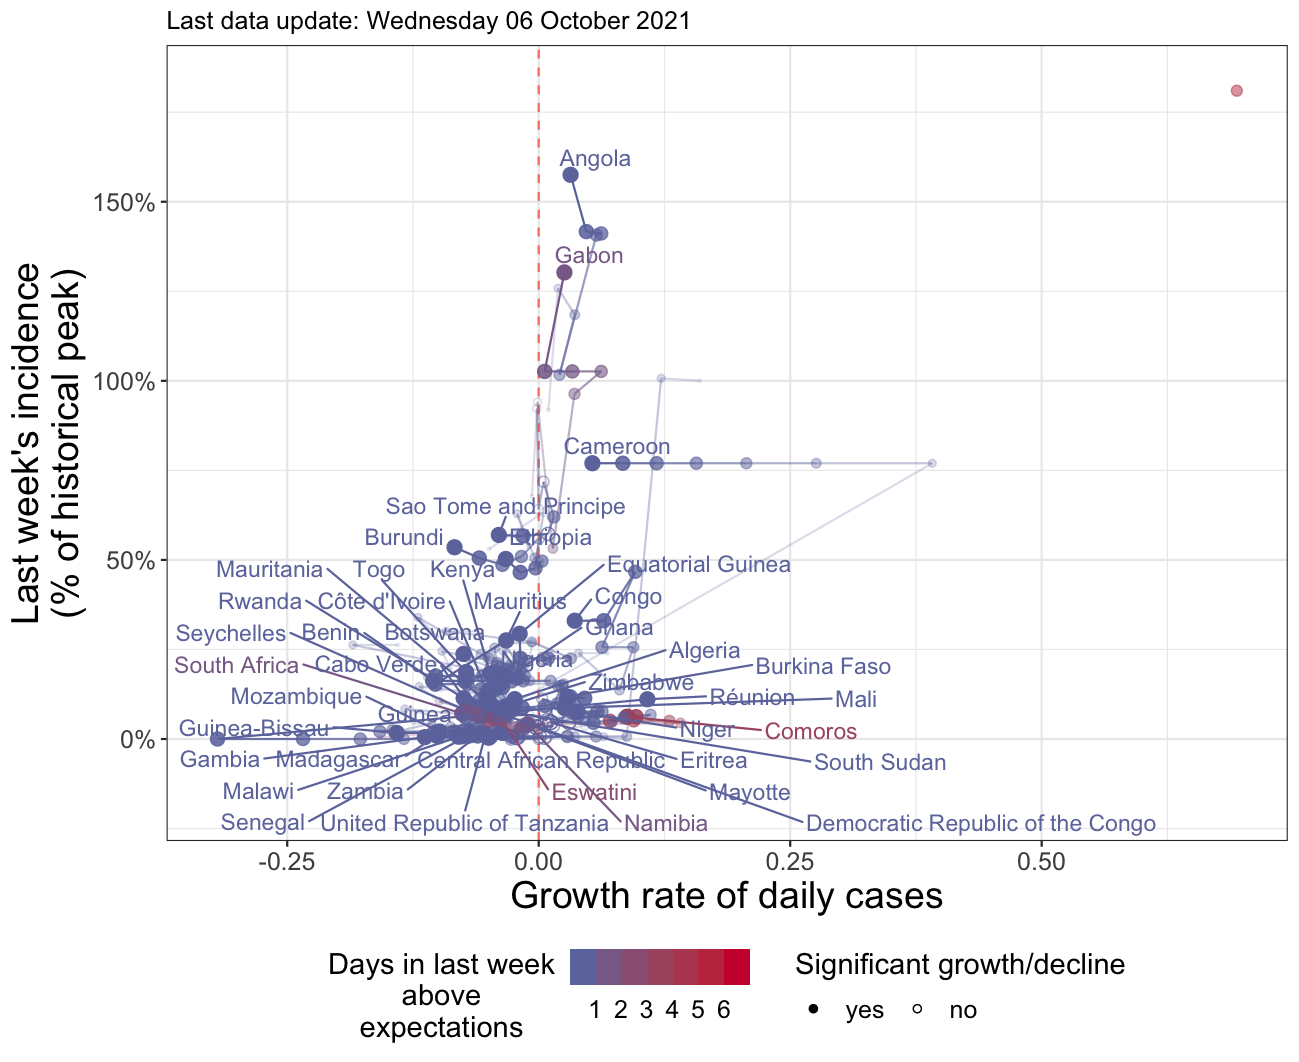 Last data update: Wednesday 06 October 2021
Last week's incidence
(% of historical peak)
150%
100%
50%
0%
Angola
Gabon
Cameroon
Sao Tome and Principe
Burundi
Ethiopia
Mauritania
Togo
Kenya
Equatorial Guinea
Rwanda
Côte d'Ivoire
Mauritius
Congo
Seychelles
Benin
Botswana
Ghana
South Africa
Cabo Verde
Nigeria
Algeria
Burkina Faso
Mozambique
Zimbabwe
Réunion
Mali
Guinea-Bissau
Guinea
Niger
Comoros
Gambia
Madagascar
Central African Republic
Eritrea
South Sudan
Malawi
Zambia
Eswatini
Mayotte
Senegal
United Republic of Tanzania
Namibia
Democratic Republic of the Congo
-0.25
0.00
0.25
0.50
Growth rate of daily cases
Days in last week
above
expectations
1 2 3 4 5 6
Significant growth/decline
yes
no